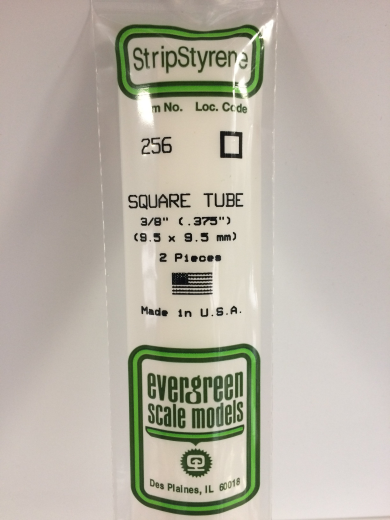 StripStyrene
m No. Loc. Code
256
SQUARE TUBE
3/8" (.375")
(9.5 x 9.5 mm)
2 Pieces
Made in U.S.A.
evergreen
scale models
Des Plaines, IL 60018